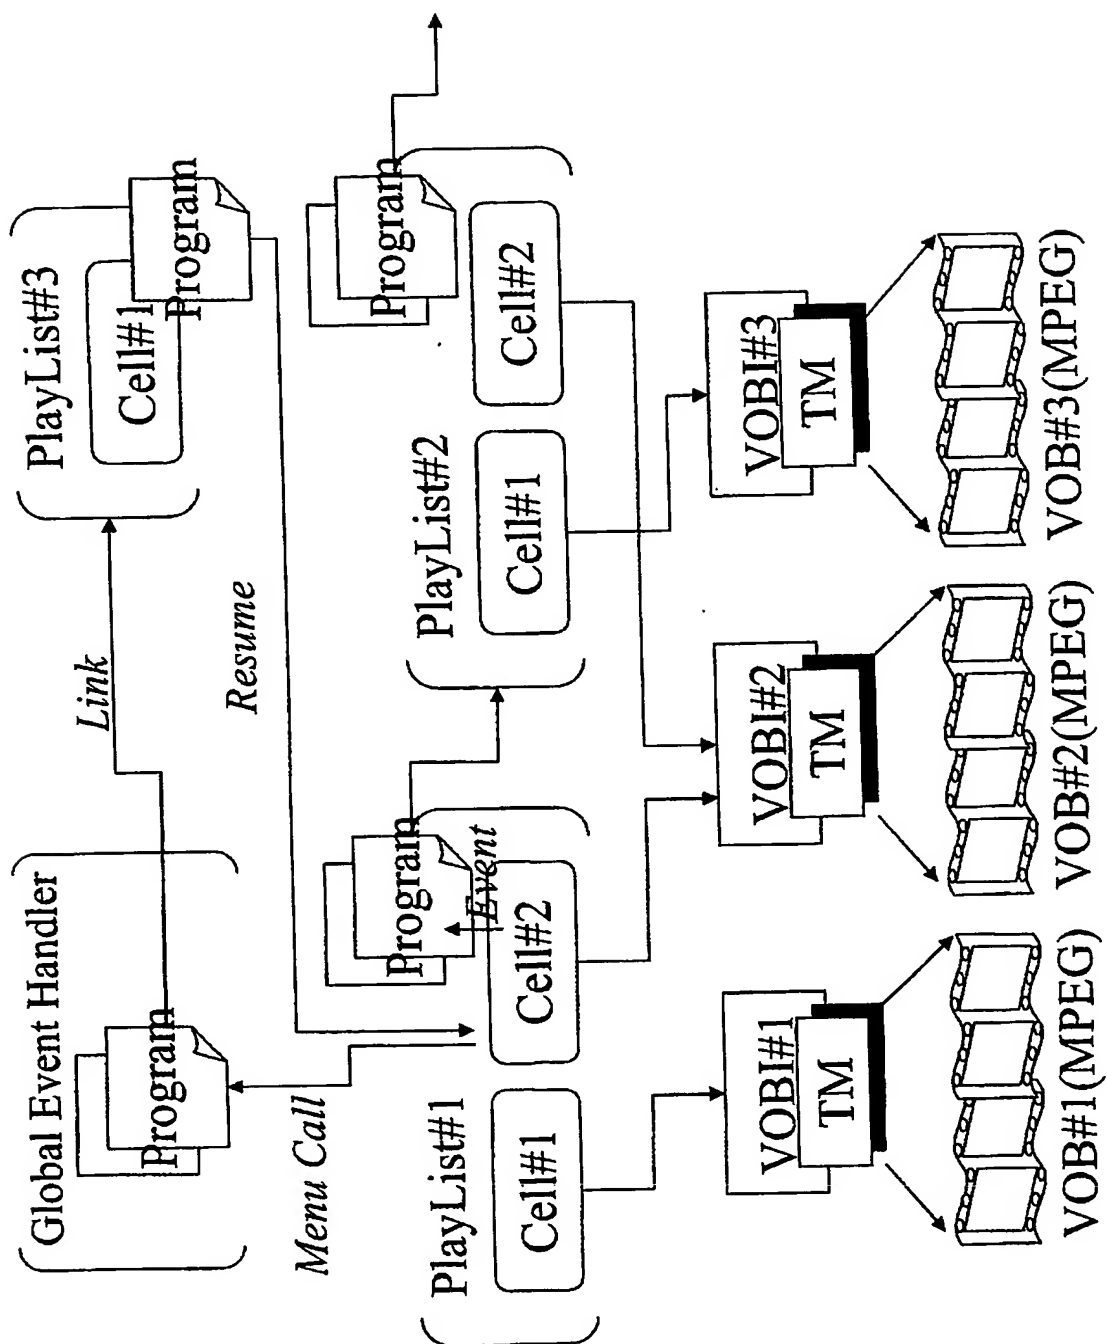 Global Event Handler
Program
Link
PlayList#3
Cell#1
Program
Menu Call
Resume
PlayList#1
Cell#1
Cell#2
Event
Program
PlayList#2
Cell#1
Cell#2
Program
VOBI#1
TM
VOBI#2
TM
VOBI#3
TM
VOB#1(MPEG)
VOB#2(MPEG)
VOB#3(MPEG)